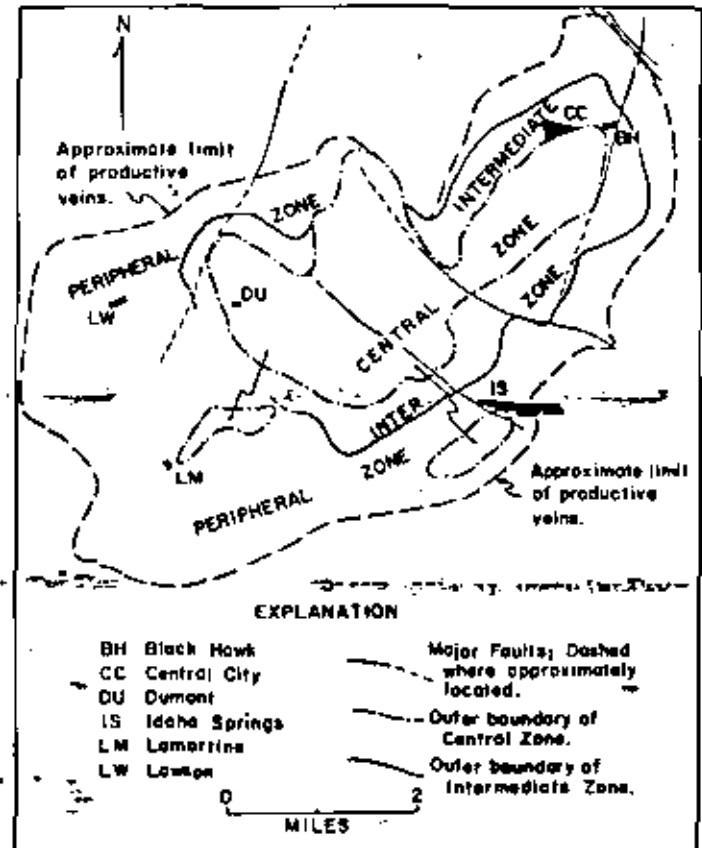 N
Approximate limit
of productive
veins.
INTERMEDIATE
CC
BH
ZONE
ZONE
PERIPHERAL
ZONE
LW
DU
CENTRAL
IS
INTER.
ZONE
LM
PERIPHERAL
Approximate limit
of productive
veins.
EXPLANATION
BH Black Hawk
CC Central City
DU Dumont
IS Idaho Springs
LM Lamartine
LW Lawson
Major Faults; Dashed
where approximately
located.
Outer boundary of
Central Zone.
Outer boundary of
Intermediate Zone.
0 2
MILES